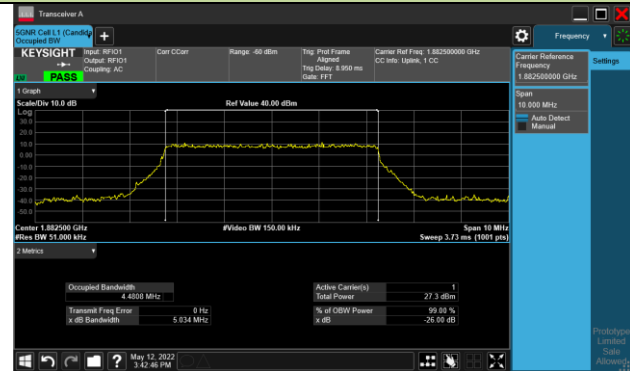 Transceiver A
5GNR Cell L1 (Candid
Occupied BW
Frequency
KEYSIGHT
Input: RFIO1
Output: RFIO1
Coupling: AC
Corr CCorr
Range: -60 dBm
Trig: Prot Frame
Aligned
Trig Delay: 8.950 ms
Gate: FFT
Carrier Ref Freq: 1.882500000 GHz
CC Info: Uplink, 1 CC
PASS
Carrier Reference
Frequency
1.882500000 GHz
Settings
Span
10.000 MHz
Auto Detect
Manual
1 Graph
Scale/Div 10.0 dB
Ref Value 40.00 dBm
Log
30.0
20.0
10.0
0.00
-10.0
-20.0
-30.0
-40.0
-50.0
Center 1.882500 GHz
#Video BW 150.00 kHz
Span 10 MHz
#Res BW 51.000 kHz
Sweep 3.73 ms (1001 pts)
2 Metrics
Occupied Bandwidth
4.4808 MHz
Active Carrier(s) 1
Total Power 27.3 dBm
Transmit Freq Error 0 Hz
x dB Bandwidth 5.034 MHz
% of OBW Power 99.00 %
x dB -26.00 dB
Prototype
Limited
Sale
Allowed
May 12, 2022
3:42:46 PM